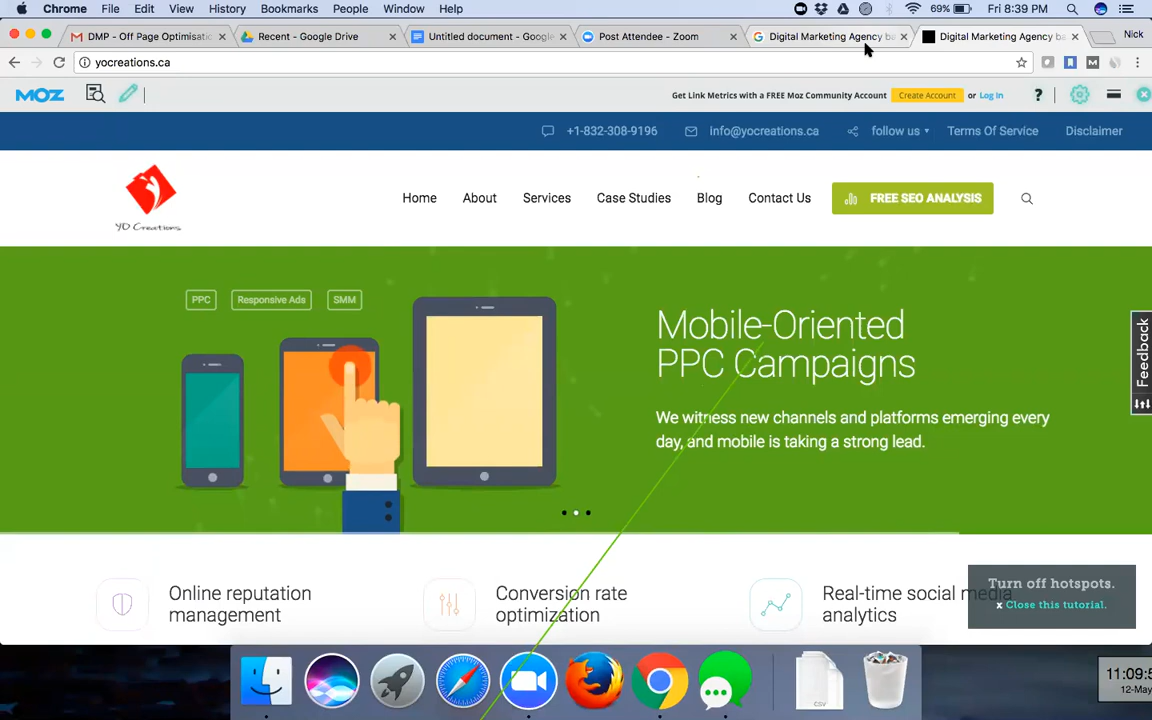 Chrome File Edit View History Bookmarks People Window Help 69% Fri 8:39 PM
DMP - Off Page Optimisati Recent - Google Drive Untitled document - Google Post Attendee - Zoom Digital Marketing Agency b Digital Marketing Agency ba Nick
yocreations.ca
MOZ Get Link Metrics with a FREE Moz Community Account Create Account or Log In ?
+1-832-308-9196 info@yocreations.ca follow us Terms Of Service Disclaimer
YO Creations
Home About Services Case Studies Blog Contact Us FREE SEO ANALYSIS
PPC Responsive Ads SMM
Mobile-Oriented
PPC Campaigns
We witness new channels and platforms emerging every
day, and mobile is taking a strong lead.
Feedback
Online reputation
management
Conversion rate
optimization
Real-time social media
analytics
Turn off hotspots.
x Close this tutorial.
CSV
11:09:5
12-May